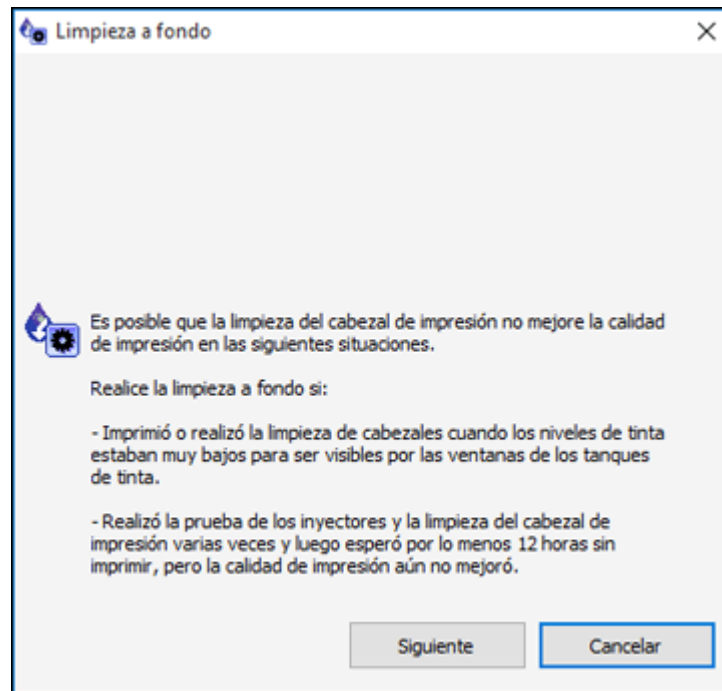 Limpieza a fondo
Es posible que la limpieza del cabezal de impresión no mejore la calidad
de impresión en las siguientes situaciones.
Realice la limpieza a fondo si:
- Imprimió o realizó la limpieza de cabezales cuando los niveles de tinta
estaban muy bajos para ser visibles por las ventanas de los tanques
de tinta.
- Realizó la prueba de los inyectores y la limpieza del cabezal de
impresión varias veces y luego esperó por lo menos 12 horas sin
imprimir, pero la calidad de impresión aún no mejoró.
Siguiente
Cancelar